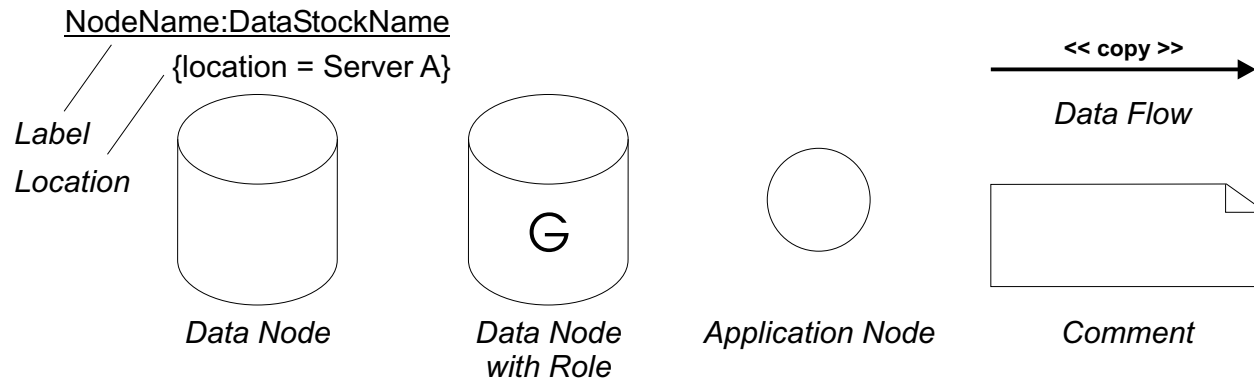 NodeName:DataStockName
{location = Server A}
Label
Location
G
<< copy >>
Data Flow
Data Node
Data Node
with Role
Application Node
Comment